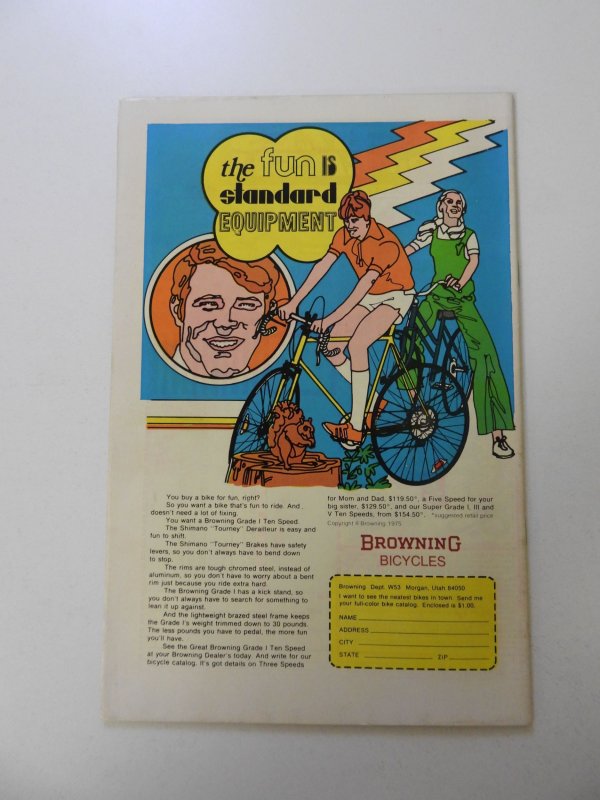 the fun IS
standard
EQUIPMENT
You buy a bike for fun, right?
So you want a bike that's fun to ride. And
doesn't need a lot of fixing.
You want a Browning Grade I Ten Speed.
The Shimano "Tourney" Derailleur is easy and
fun to shift.
The Shimano "Tourney" Brakes have safety
levers, so you don't always have to bend down
to stop.
The rims are tough chromed steel, instead of
aluminum, so you don't have to worry about a bent
rim just because you ride extra hard.
The Browning Grade I has a kick stand, so
you don't always have to search for something to
lean it up against.
And the lightweight brazed steel frame keeps
the Grade I's weight trimmed down to 30 pounds.
The less pounds you have to pedal, the more fun
you'll have.
See the Great Browning Grade I Ten Speed
at your Browning Dealer's today. And write for our
bicycle catalog. It's got details on Three Speeds
for Mom and Dad, $119.50*, a Five Speed for your
big sister, $129.50*, and our Super Grade I, III and
V Ten Speeds, from $154.50*. *suggested retail price
Copyright © Browning 1975
BROWNING
BICYCLES
Browning, Dept. W53 Morgan, Utah 84050
I want to see the neatest bikes in town. Send me
your full-color bike catalog. Enclosed is $1.00.
NAME
ADDRESS
CITY
STATE ZIP